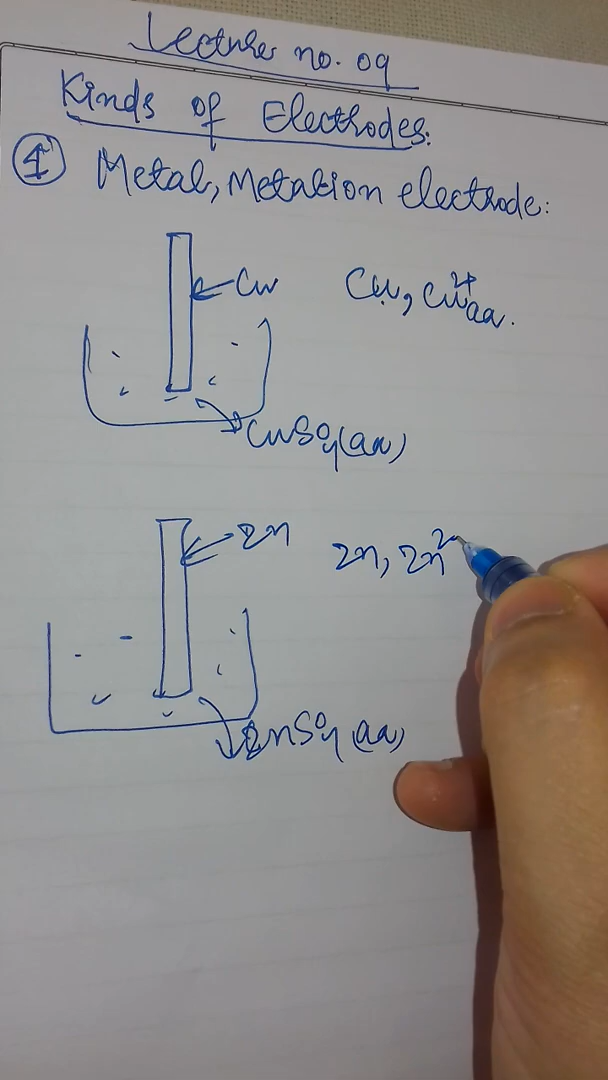 Lecture no. 09
Kinds of Electrodes:
① Metal, Metal ion electrode:
Cu
Cu, Cu²⁺aq.
CuSO₄(aq)
Zn
Zn, Zn²
ZnSO₄(aq)